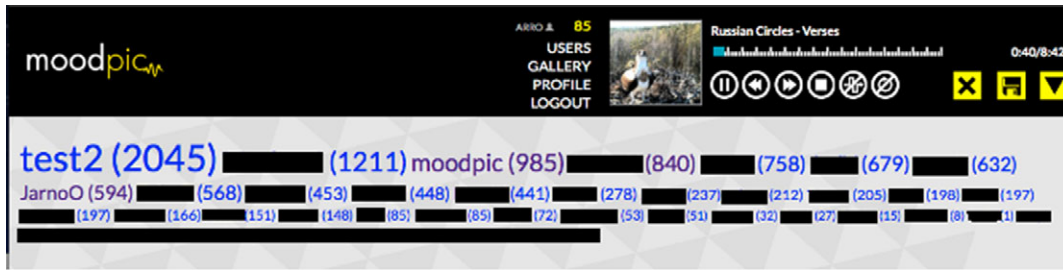 ARRO 85
moodpic
USERS
GALLERY
PROFILE
LOGOUT
Russian Circles - Verses
0:40/8:42
test2 (2045) (1211) moodpic (985) (840) (758) (679) (632)
JarnoO (594) (568) (453) (448) (441) (278) (237) (212) (205) (198) (197)
(197) (166) (151) (148) (85) (85) (72) (53) (51) (32) (27) (15) (8) (1)